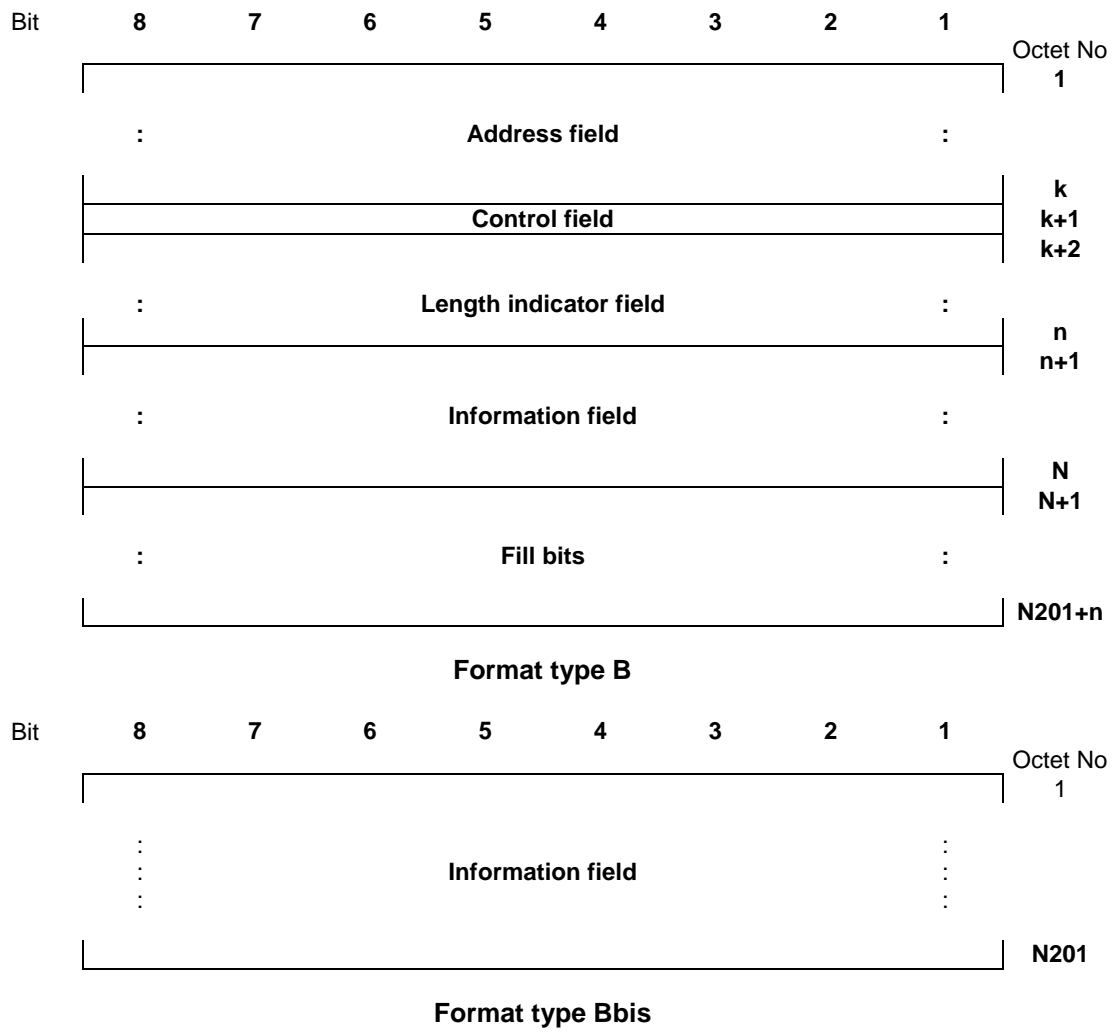 Bit 8 7 6 5 4 3 2 1
Octet No
1
: Address field :
k
Control field k+1
k+2
: Length indicator field :
n
n+1
: Information field :
N
N+1
: Fill bits :
N201+n
Format type B
Bit 8 7 6 5 4 3 2 1
Octet No
1
: :
: Information field :
: :
N201
Format type Bbis